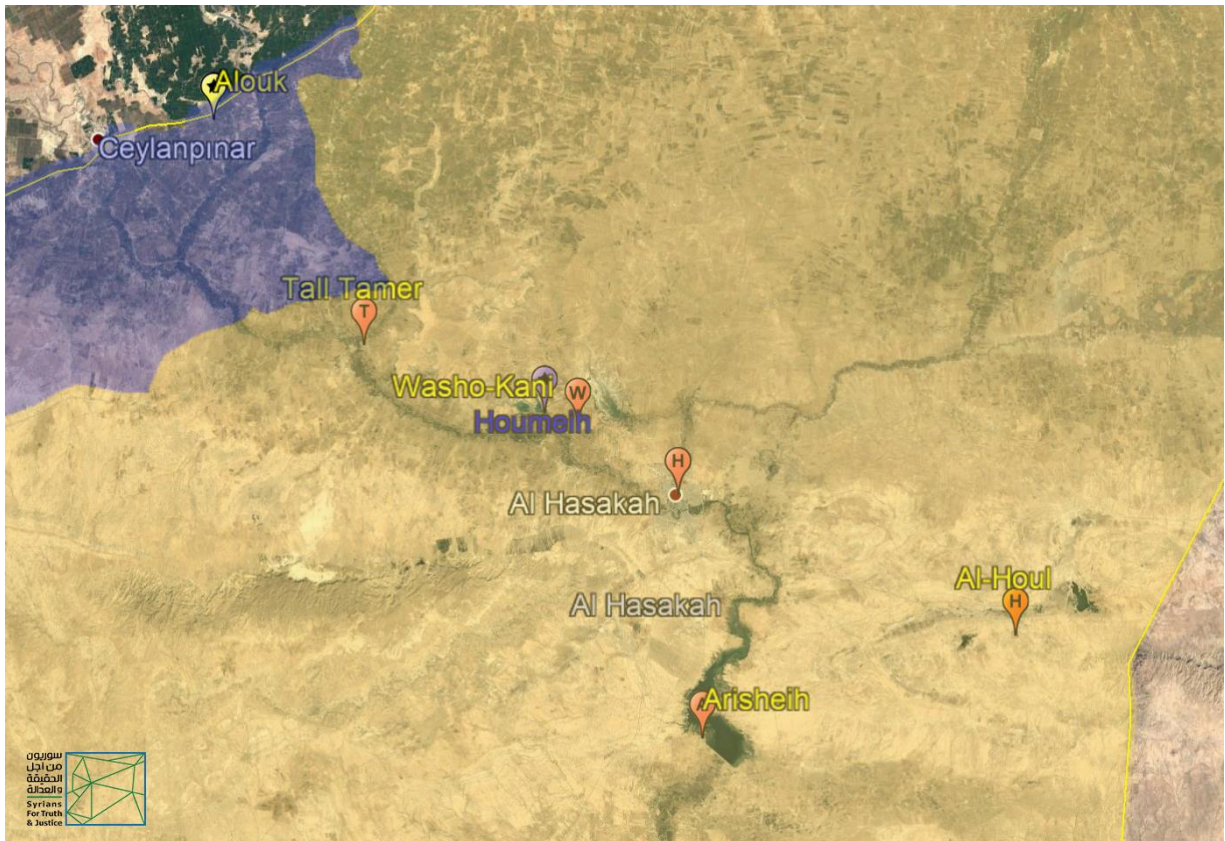 Alouk
Ceylanpınar
Tall Tamer
T
Washo-Kani
W
Houmeih
H
Al Hasakah
Al-Houl
H
Al Hasakah
Arisheih
سوريون
من أجل
الحقيقة
والعدالة
Syrians
For Truth
& Justice